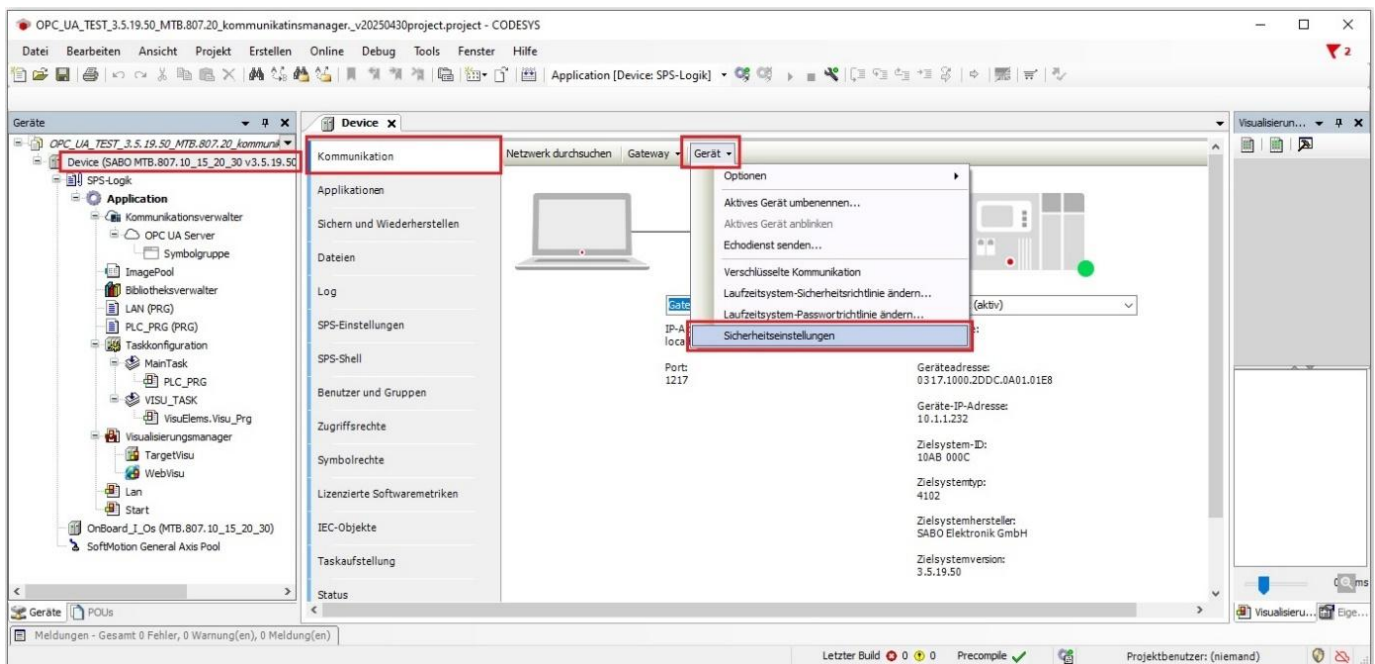 OPC_UA_TEST_3.5.19.50_MTB.807.20_kommunikatinsmanager._v20250430project.project - CODESYS
Datei Bearbeiten Ansicht Projekt Erstellen Online Debug Tools Fenster Hilfe
2
Application [Device: SPS-Logik]
Geräte
OPC_UA_TEST_3.5.19.50_MTB.807.20_kommuni
Device (SABO MTB.807.10_15_20_30 v3.5.19.50
SPS-Logik
Application
Kommunikationsverwalter
OPC UA Server
Symbolgruppe
ImagePool
Bibliotheksverwalter
LAN (PRG)
PLC_PRG (PRG)
Taskkonfiguration
MainTask
PLC_PRG
VISU_TASK
VisuElems.Visu_Prg
Visualisierungsmanager
TargetVisu
WebVisu
Lan
Start
OnBoard_I_Os (MTB.807.10_15_20_30)
SoftMotion General Axis Pool
Geräte POUs
Device
Kommunikation
Applikationen
Sichern und Wiederherstellen
Dateien
Log
SPS-Einstellungen
SPS-Shell
Benutzer und Gruppen
Zugriffsrechte
Symbolrechte
Lizenzierte Softwaremetriken
IEC-Objekte
Taskaufstellung
Status
Netzwerk durchsuchen Gateway Gerät
Optionen
Aktives Gerät umbenennen...
Aktives Gerät anblinken
Echodienst senden...
Verschlüsselte Kommunikation
Laufzeitsystem-Sicherheitsrichtlinie ändern...
Laufzeitsystem-Passwortrichtlinie ändern...
Sicherheitseinstellungen
Gate
IP-A
loca
Port:
1217
(aktiv)
Geräteadresse:
0317.1000.2DDC.0A01.01E8
Geräte-IP-Adresse:
10.1.1.232
Zielsystem-ID:
10AB 000C
Zielsystemtyp:
4102
Zielsystemhersteller:
SABO Elektronik GmbH
Zielsystemversion:
3.5.19.50
Visualisierun...
ms
Visualisieru... Eige...
Meldungen - Gesamt 0 Fehler, 0 Warnung(en), 0 Meldung(en)
Letzter Build 0 0 Precompile Projektbenutzer: (niemand)